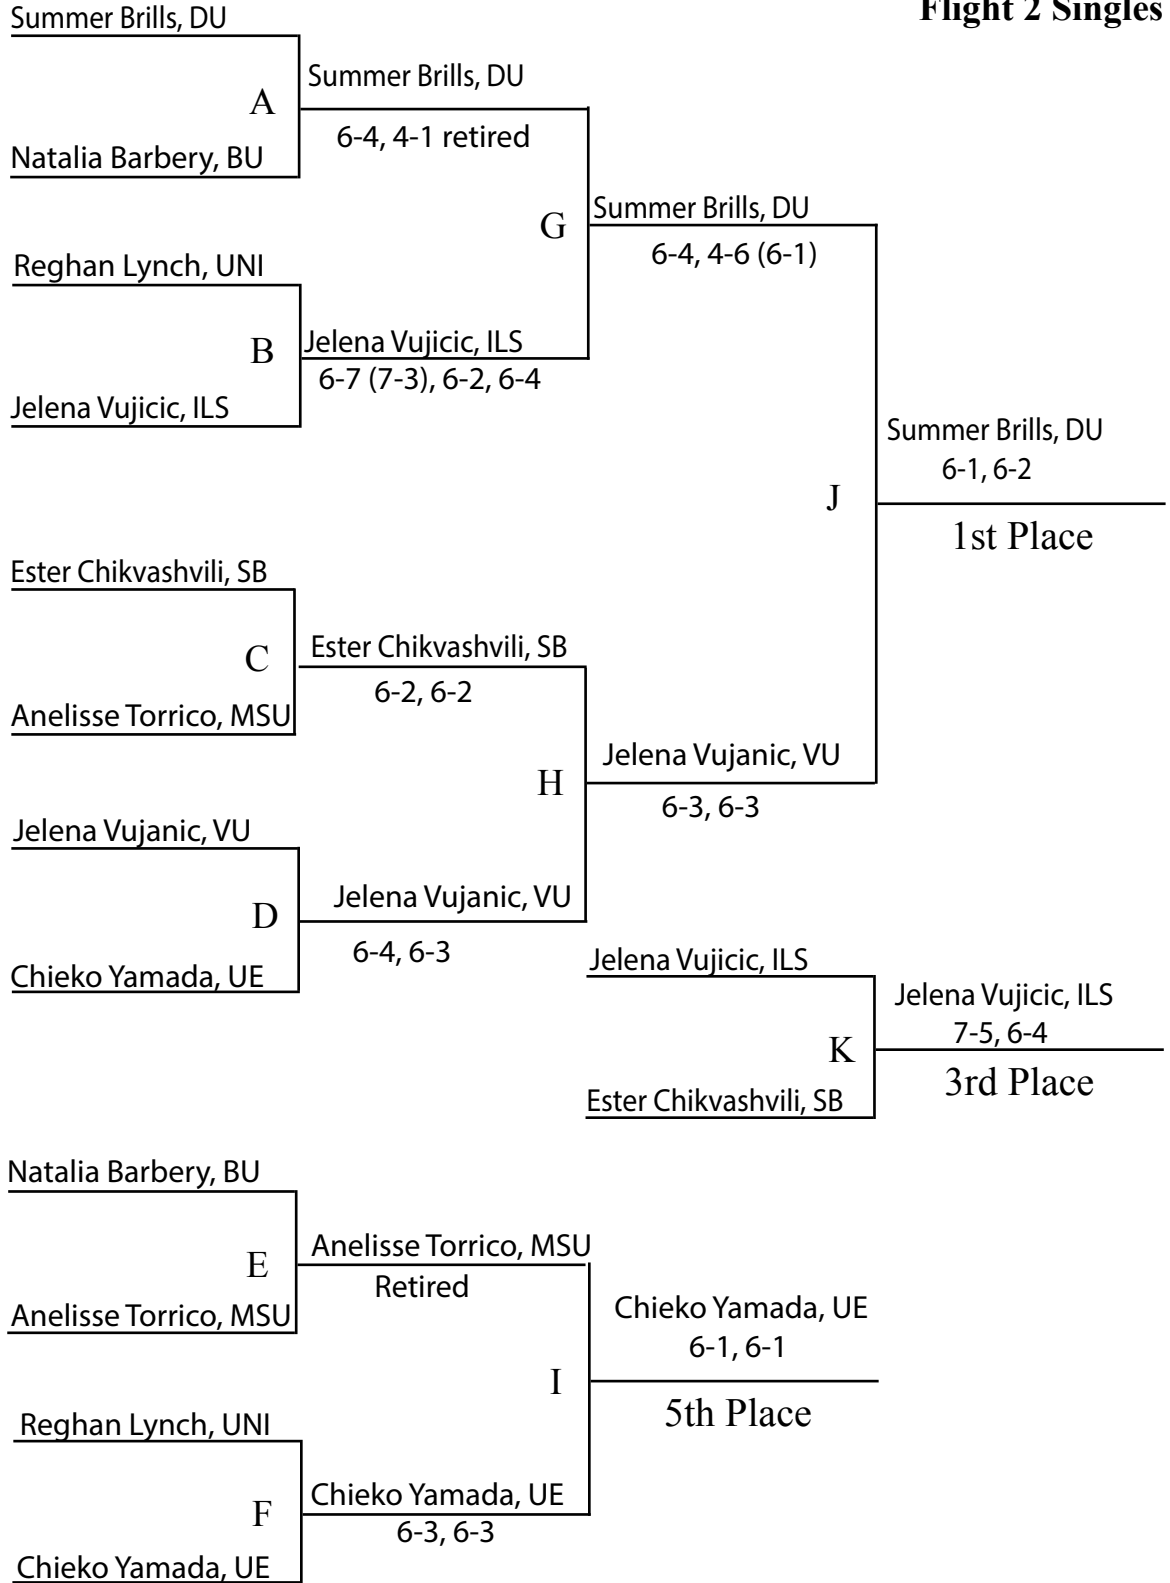 Flight 2 Singles
Summer Brills, DU
A
Natalia Barbery, BU
Summer Brills, DU
6-4, 4-1 retired
Reghan Lynch, UNI
B
Jelena Vujicic, ILS
Jelena Vujicic, ILS
6-7 (7-3), 6-2, 6-4
G
Summer Brills, DU
6-4, 4-6 (6-1)
Ester Chikvashvili, SB
C
Anelisse Torrico, MSU
Ester Chikvashvili, SB
6-2, 6-2
Jelena Vujanic, VU
D
Chieko Yamada, UE
Jelena Vujanic, VU
6-4, 6-3
H
Jelena Vujanic, VU
6-3, 6-3
J
Summer Brills, DU
6-1, 6-2
1st Place
Jelena Vujicic, ILS
K
Ester Chikvashvili, SB
Jelena Vujicic, ILS
7-5, 6-4
3rd Place
Natalia Barbery, BU
E
Anelisse Torrico, MSU
Anelisse Torrico, MSU
Retired
Reghan Lynch, UNI
F
Chieko Yamada, UE
Chieko Yamada, UE
6-3, 6-3
I
Chieko Yamada, UE
6-1, 6-1
5th Place